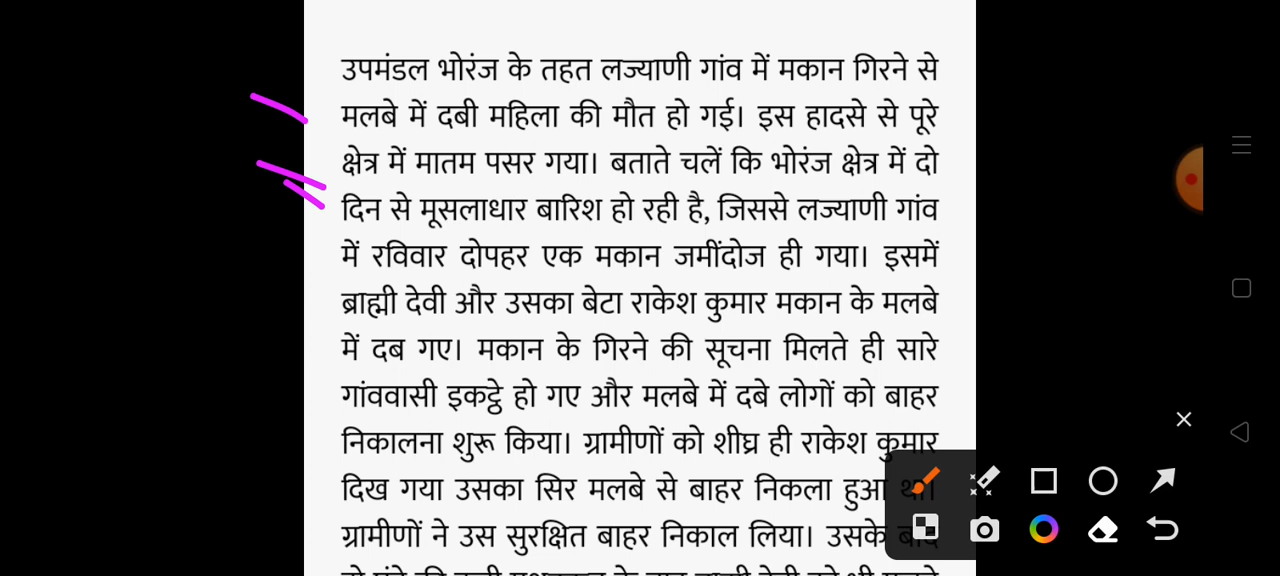 उपमंडल भोरंज के तहत लज्याणी गांव में मकान गिरने से
मलबे में दबी महिला की मौत हो गई। इस हादसे से पूरे
क्षेत्र में मातम पसर गया। बताते चलें कि भोरंज क्षेत्र में दो
दिन से मूसलाधार बारिश हो रही है, जिससे लज्याणी गांव
में रविवार दोपहर एक मकान जमींदोज ही गया। इसमें
ब्राह्मी देवी और उसका बेटा राकेश कुमार मकान के मलबे
में दब गए। मकान के गिरने की सूचना मिलते ही सारे
गांववासी इकट्ठे हो गए और मलबे में दबे लोगों को बाहर
निकालना शुरू किया। ग्रामीणों को शीघ्र ही राकेश कुमार
दिख गया उसका सिर मलबे से बाहर निकला हुआ था।
ग्रामीणों ने उस सुरक्षित बाहर निकाल लिया। उसके बाद